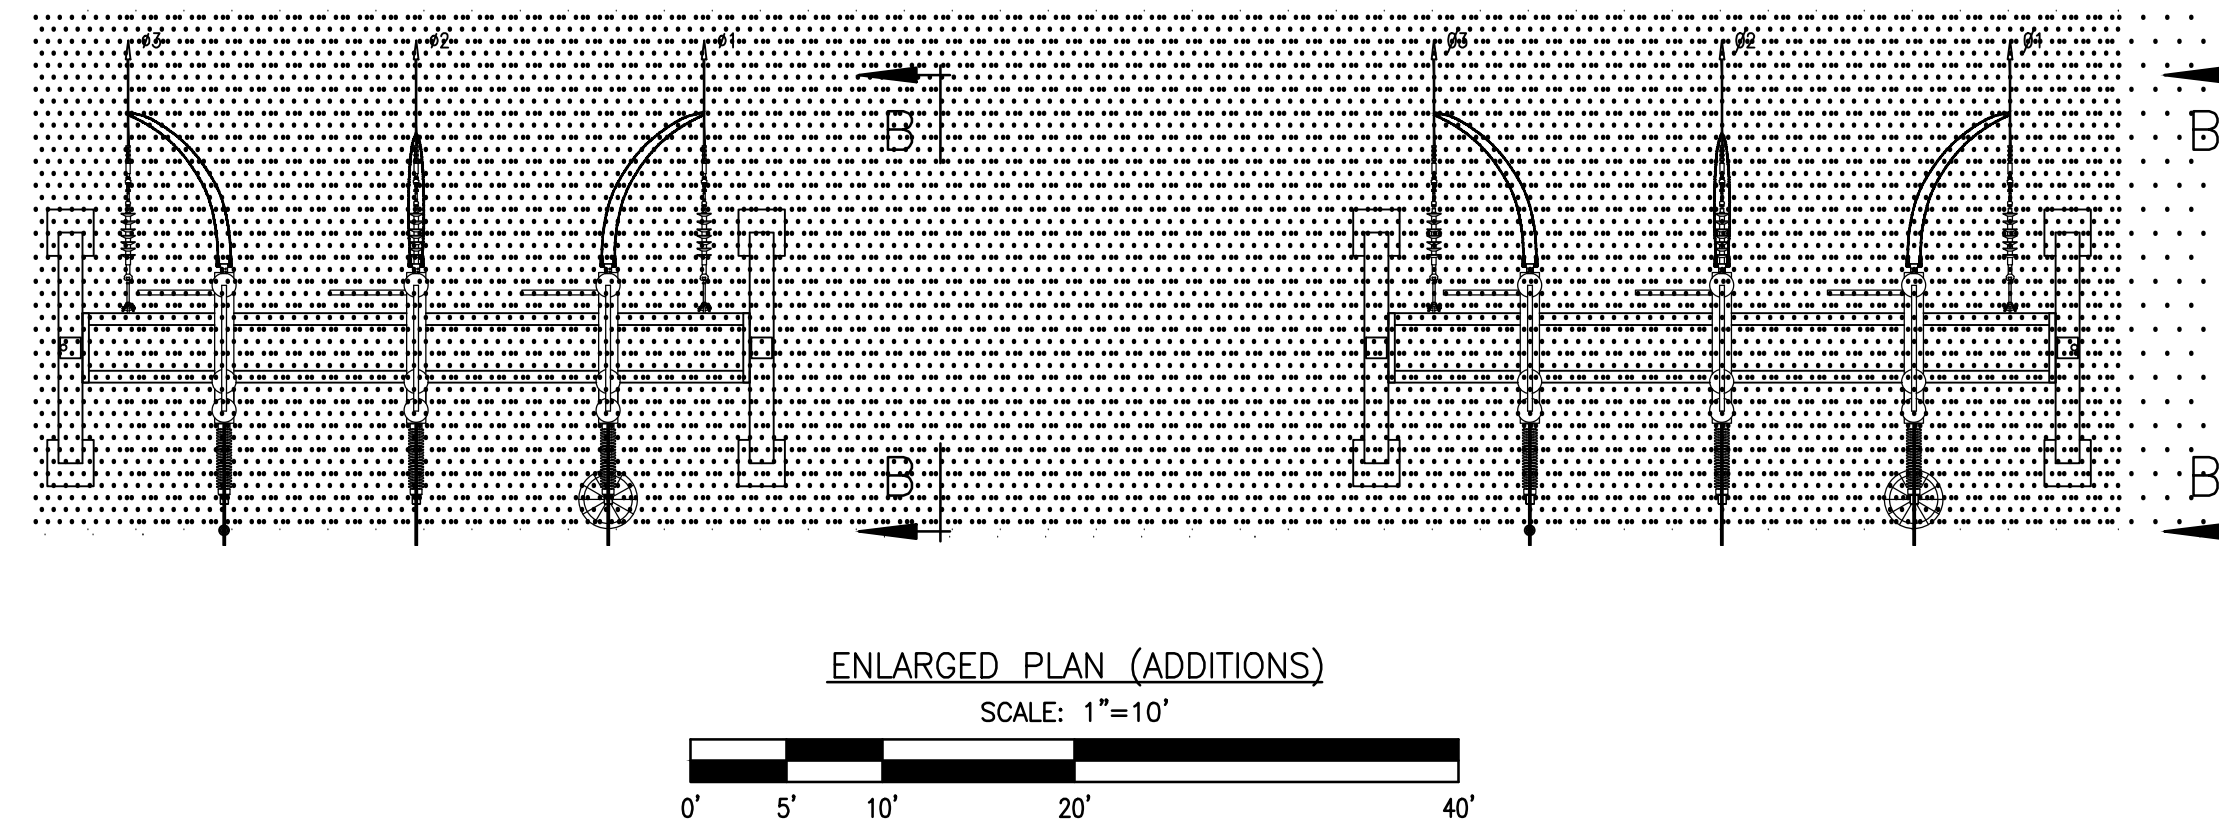 ø3 ø2 ø1 ø3 ø2 ø1
B B
B B
ENLARGED PLAN (ADDITIONS)
SCALE: 1"=10'
0' 5' 10' 20' 40'